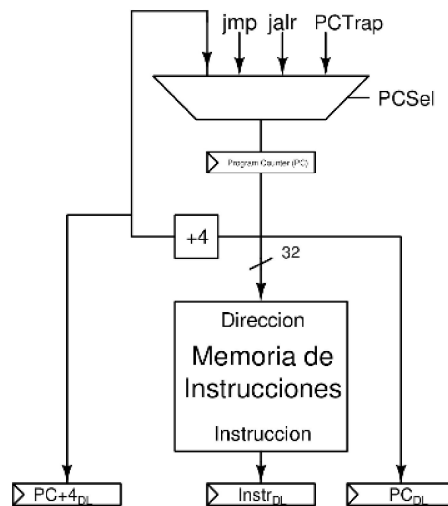 jmp jalr PCTrap
PCSel
Program Counter (PC)
+4
32
Direccion
Memoria de
Instrucciones
Instruccion
PC+4DL InstrDL PCDL